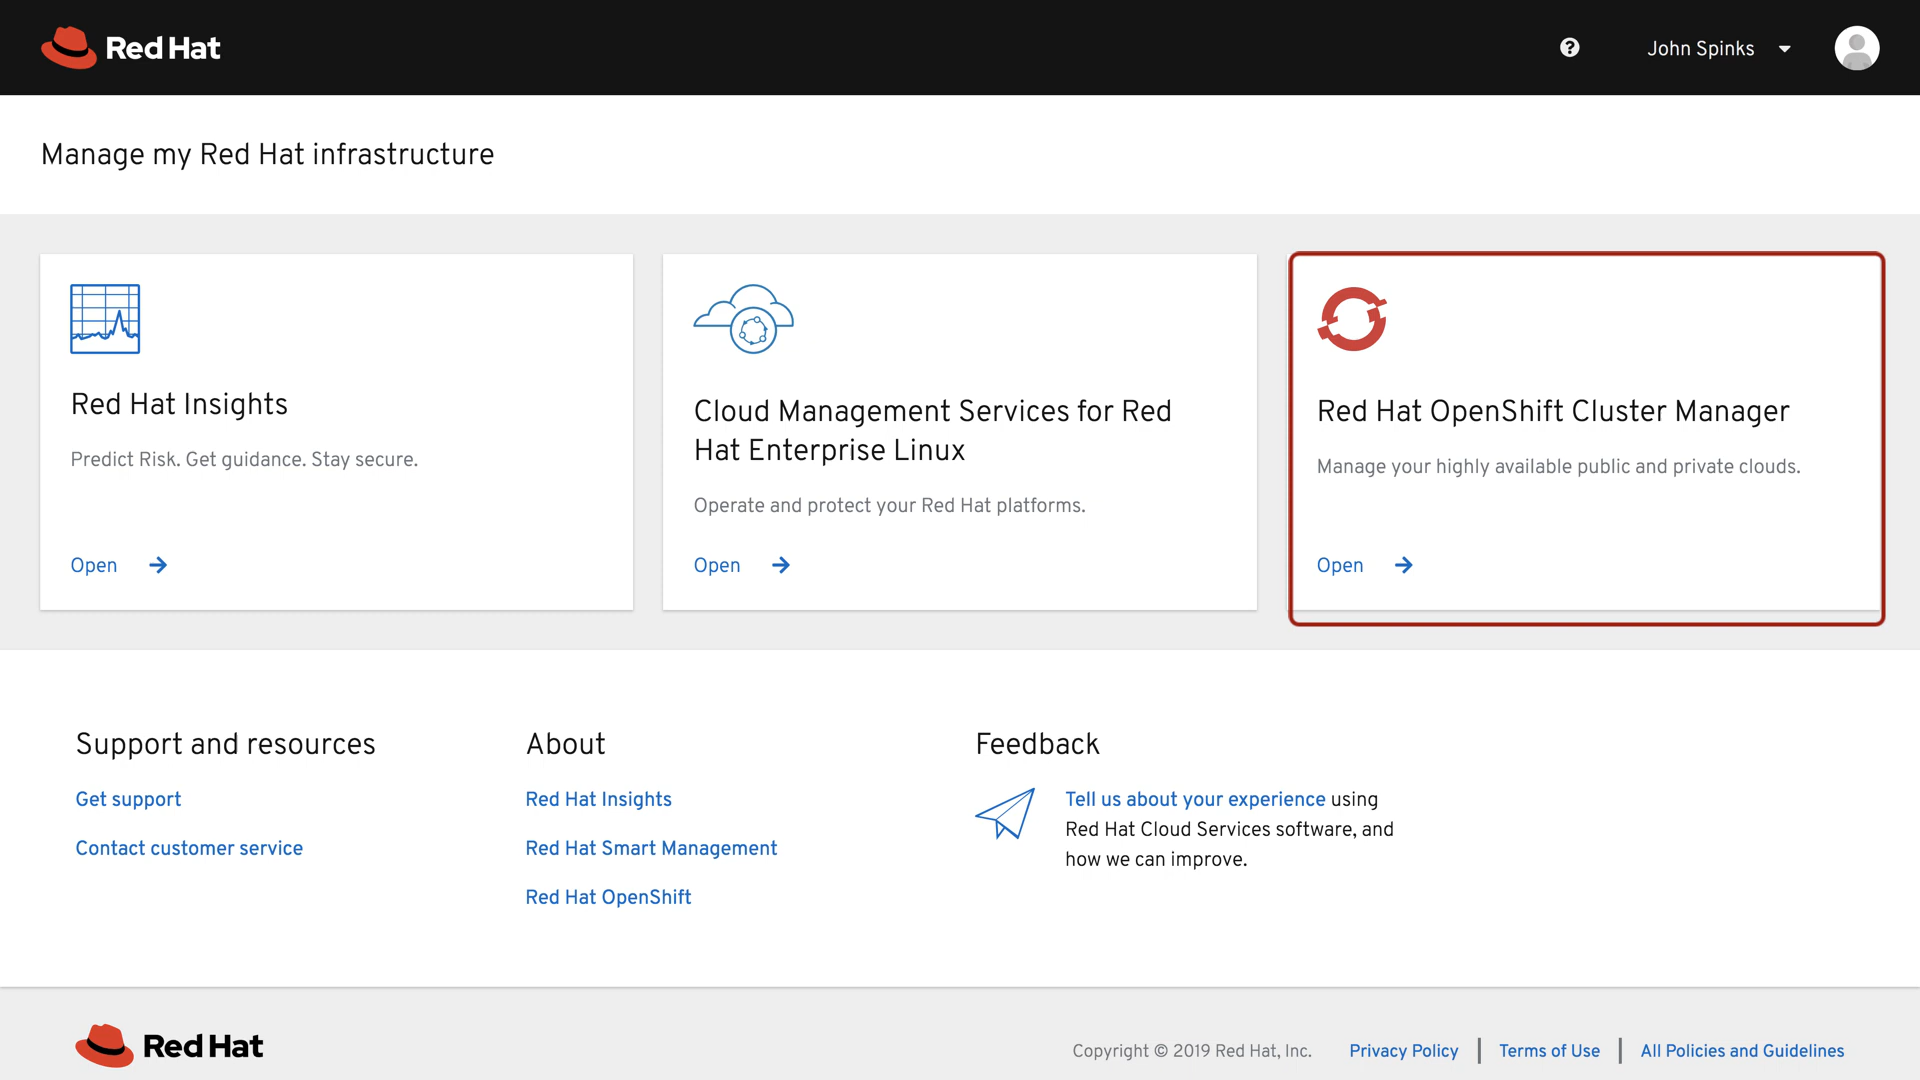 Red Hat
John Spinks
Manage my Red Hat infrastructure
Red Hat Insights
Predict Risk. Get guidance. Stay secure.
Open
Cloud Management Services for Red
Hat Enterprise Linux
Operate and protect your Red Hat platforms.
Open
Red Hat OpenShift Cluster Manager
Manage your highly available public and private clouds.
Open
Support and resources
Get support
Contact customer service
About
Red Hat Insights
Red Hat Smart Management
Red Hat OpenShift
Feedback
Tell us about your experience using
Red Hat Cloud Services software, and
how we can improve.
Red Hat
Copyright © 2019 Red Hat, Inc.
Privacy Policy
Terms of Use
All Policies and Guidelines